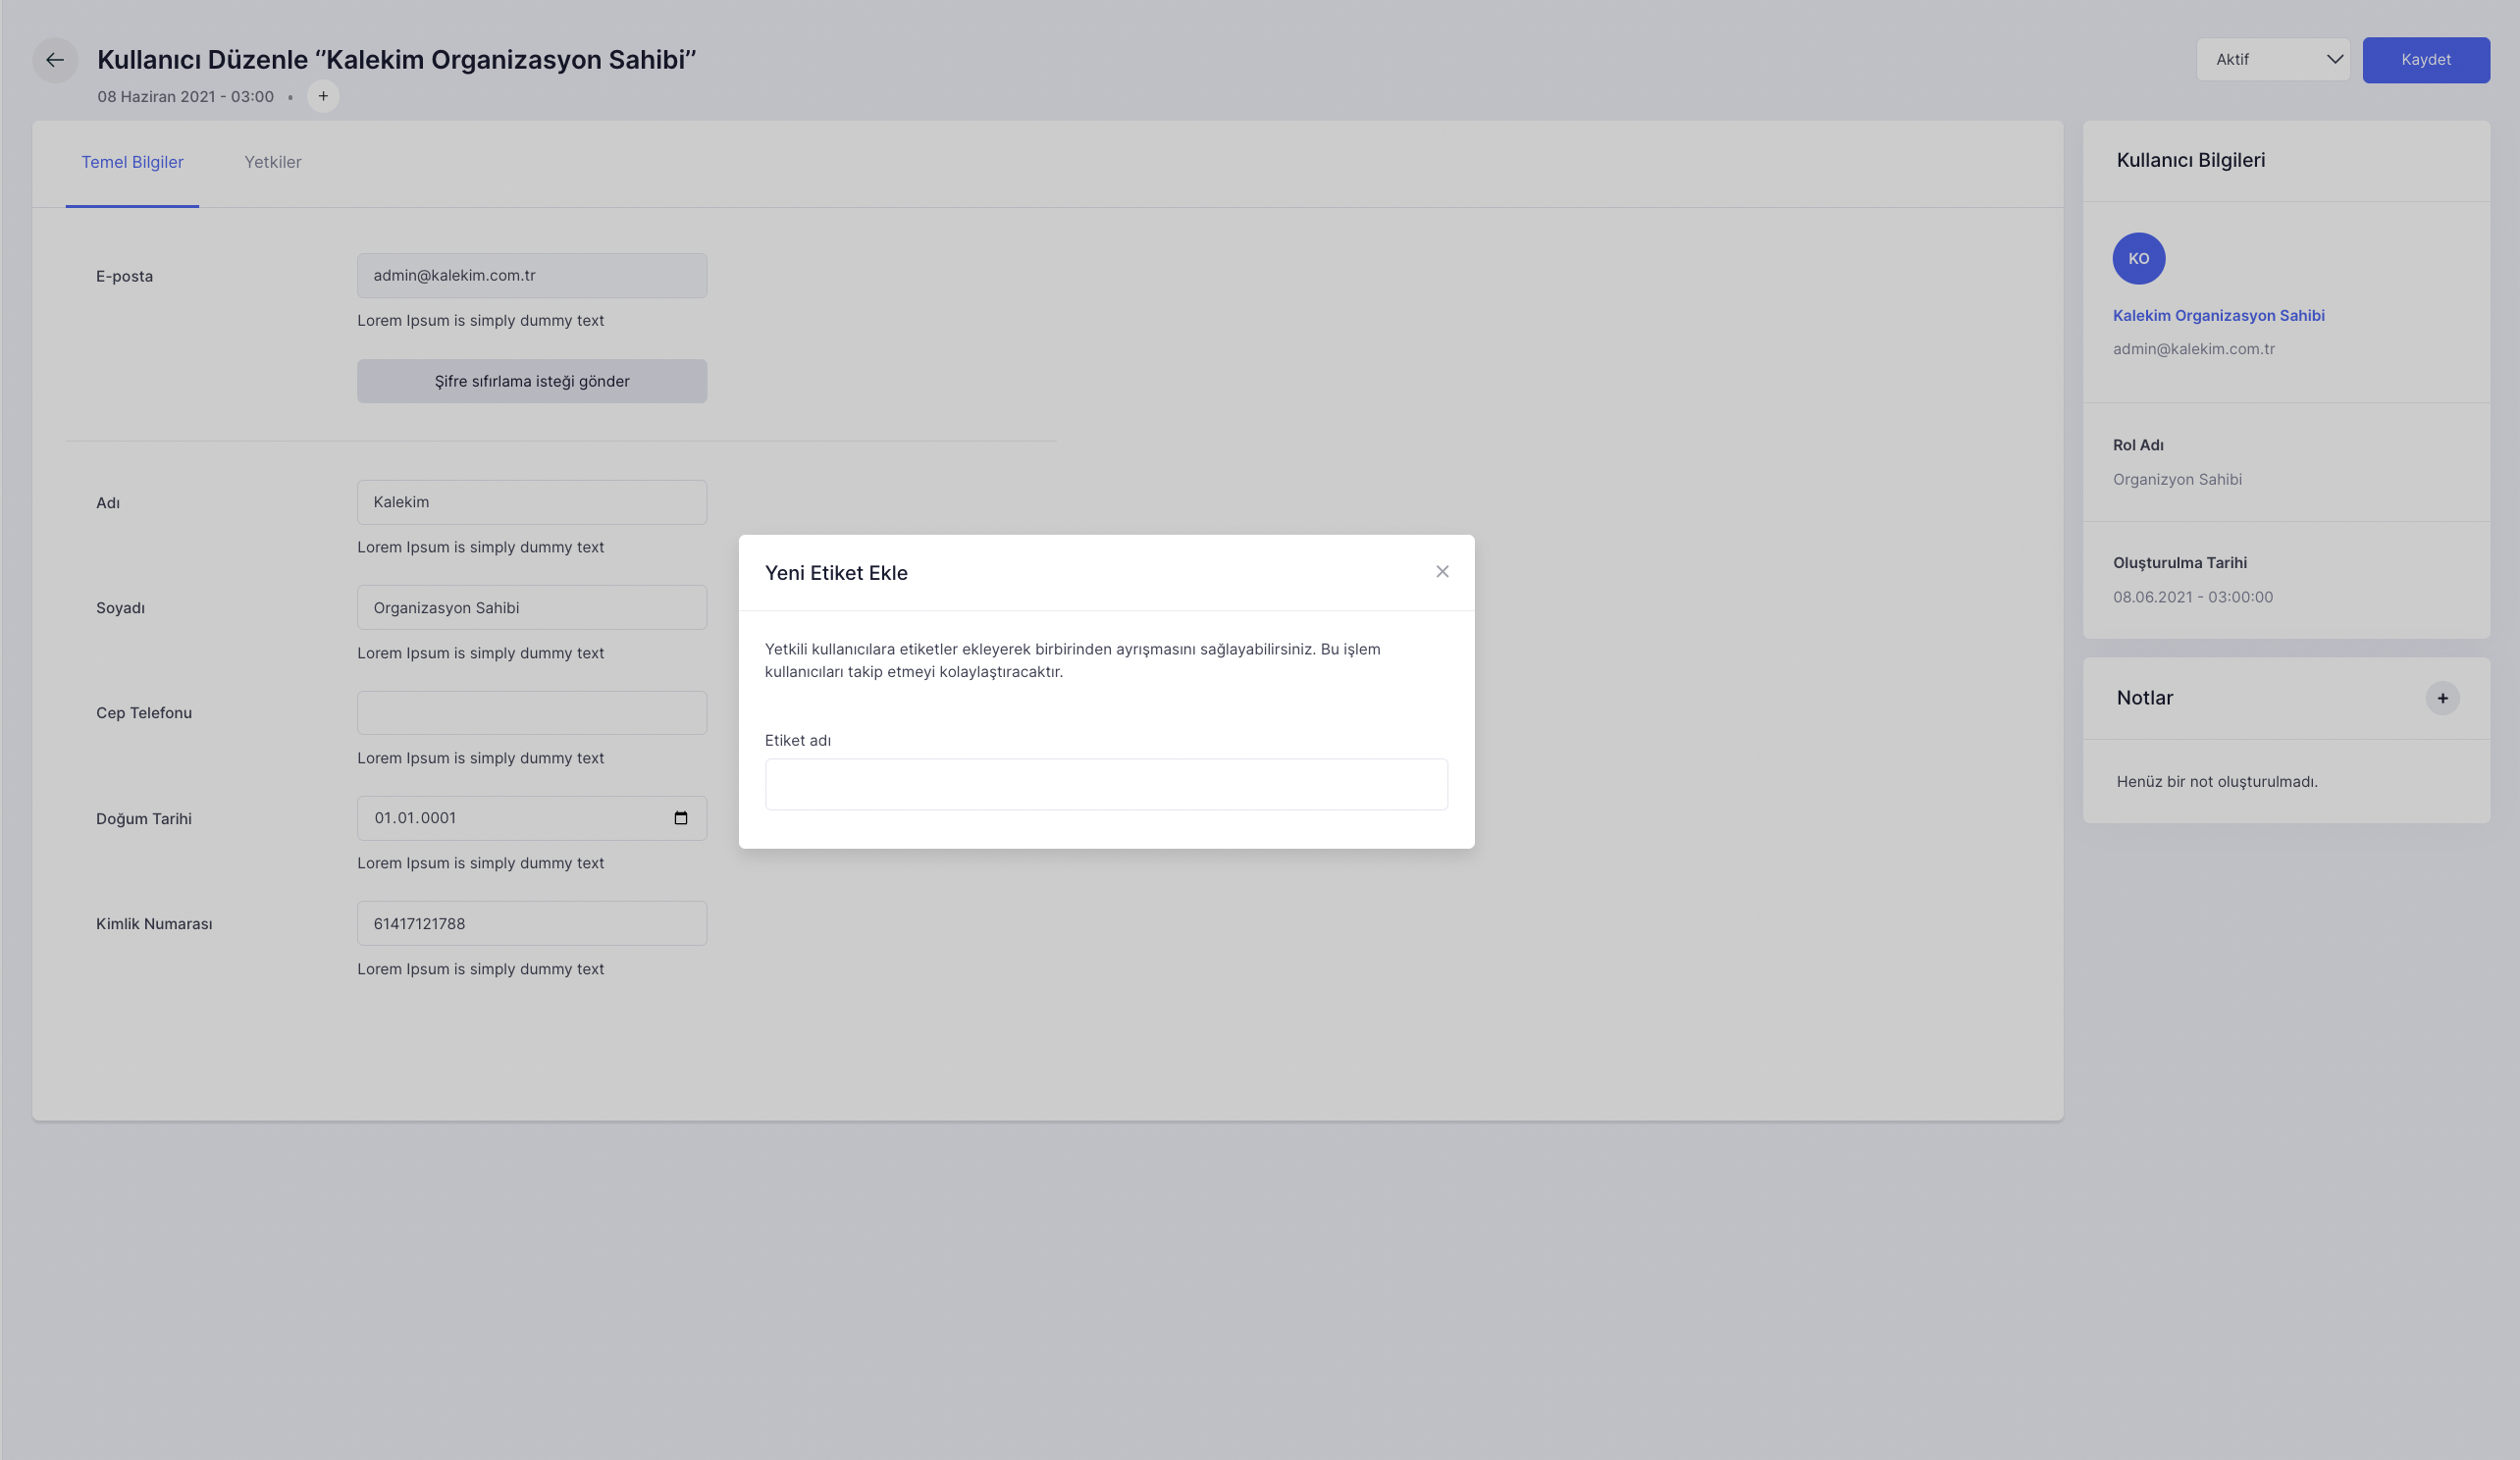 Kullanıcı Düzenle ‘’Kalekim Organizasyon Sahibi’’
08 Haziran 2021 - 03:00 • +
Aktif
Kaydet
Temel Bilgiler
Yetkiler
E-posta
admin@kalekim.com.tr
Lorem Ipsum is simply dummy text
Şifre sıfırlama isteği gönder
Adı
Kalekim
Lorem Ipsum is simply dummy text
Soyadı
Organizasyon Sahibi
Lorem Ipsum is simply dummy text
Cep Telefonu
Lorem Ipsum is simply dummy text
Doğum Tarihi
01.01.0001
Lorem Ipsum is simply dummy text
Kimlik Numarası
61417121788
Lorem Ipsum is simply dummy text
Yeni Etiket Ekle
Yetkili kullanıcılara etiketler ekleyerek birbirinden ayrışmasını sağlayabilirsiniz. Bu işlem
kullanıcıları takip etmeyi kolaylaştıracaktır.
Etiket adı
Kullanıcı Bilgileri
KO
Kalekim Organizasyon Sahibi
admin@kalekim.com.tr
Rol Adı
Organizyon Sahibi
Oluşturulma Tarihi
08.06.2021 - 03:00:00
Notlar
+
Henüz bir not oluşturulmadı.